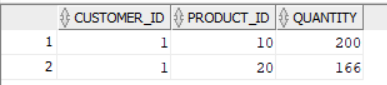 CUSTOMER_ID PRODUCT_ID QUANTITY
1 1 10 200
2 1 20 166